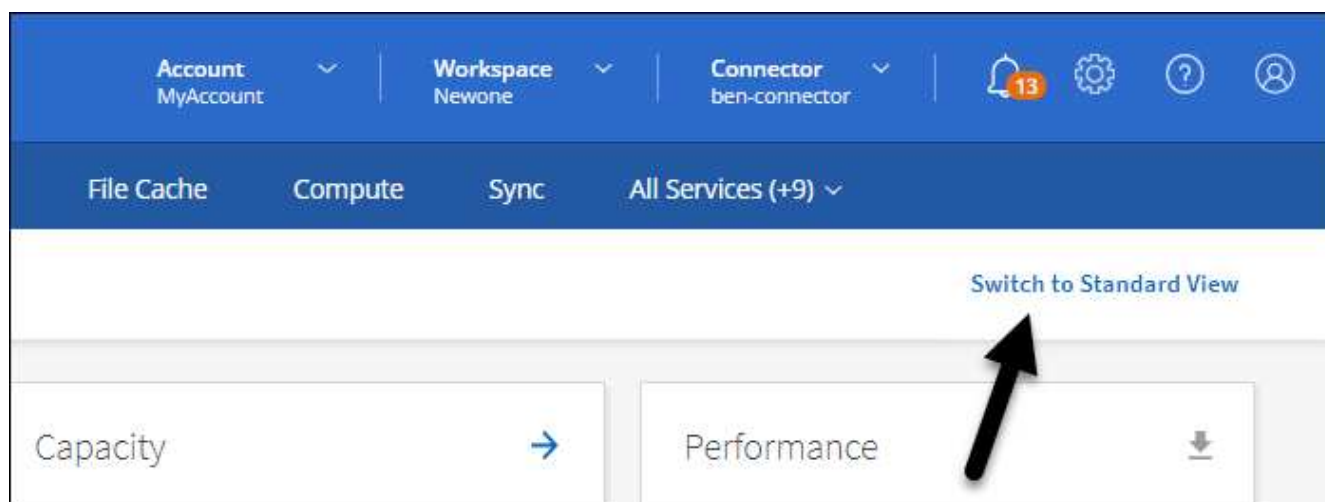 Account
MyAccount
Workspace
Newone
Connector
ben-connector
13
?
File Cache
Compute
Sync
All Services (+9)
Switch to Standard View
Capacity
Performance